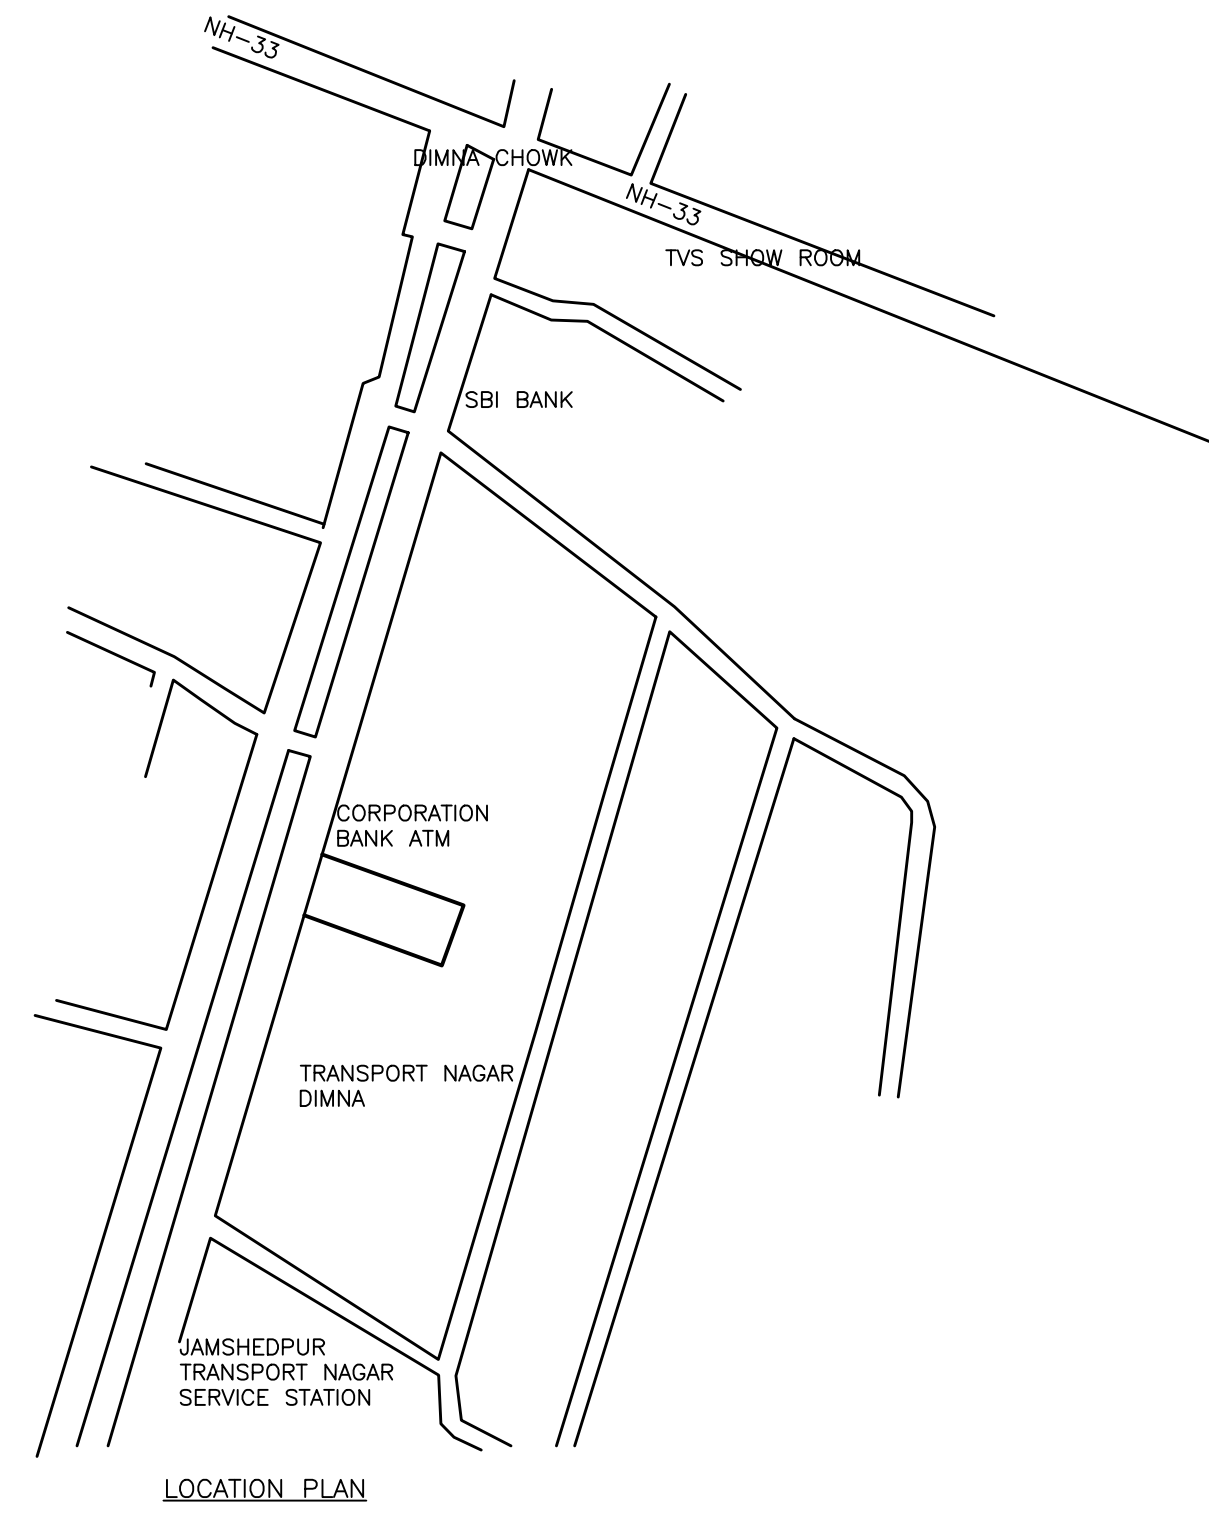 NH-33
DIMNA CHOWK
NH-33
TVS SHOW ROOM
SBI BANK
CORPORATION
BANK ATM
TRANSPORT NAGAR
DIMNA
JAMSHEDPUR
TRANSPORT NAGAR
SERVICE STATION
LOCATION PLAN